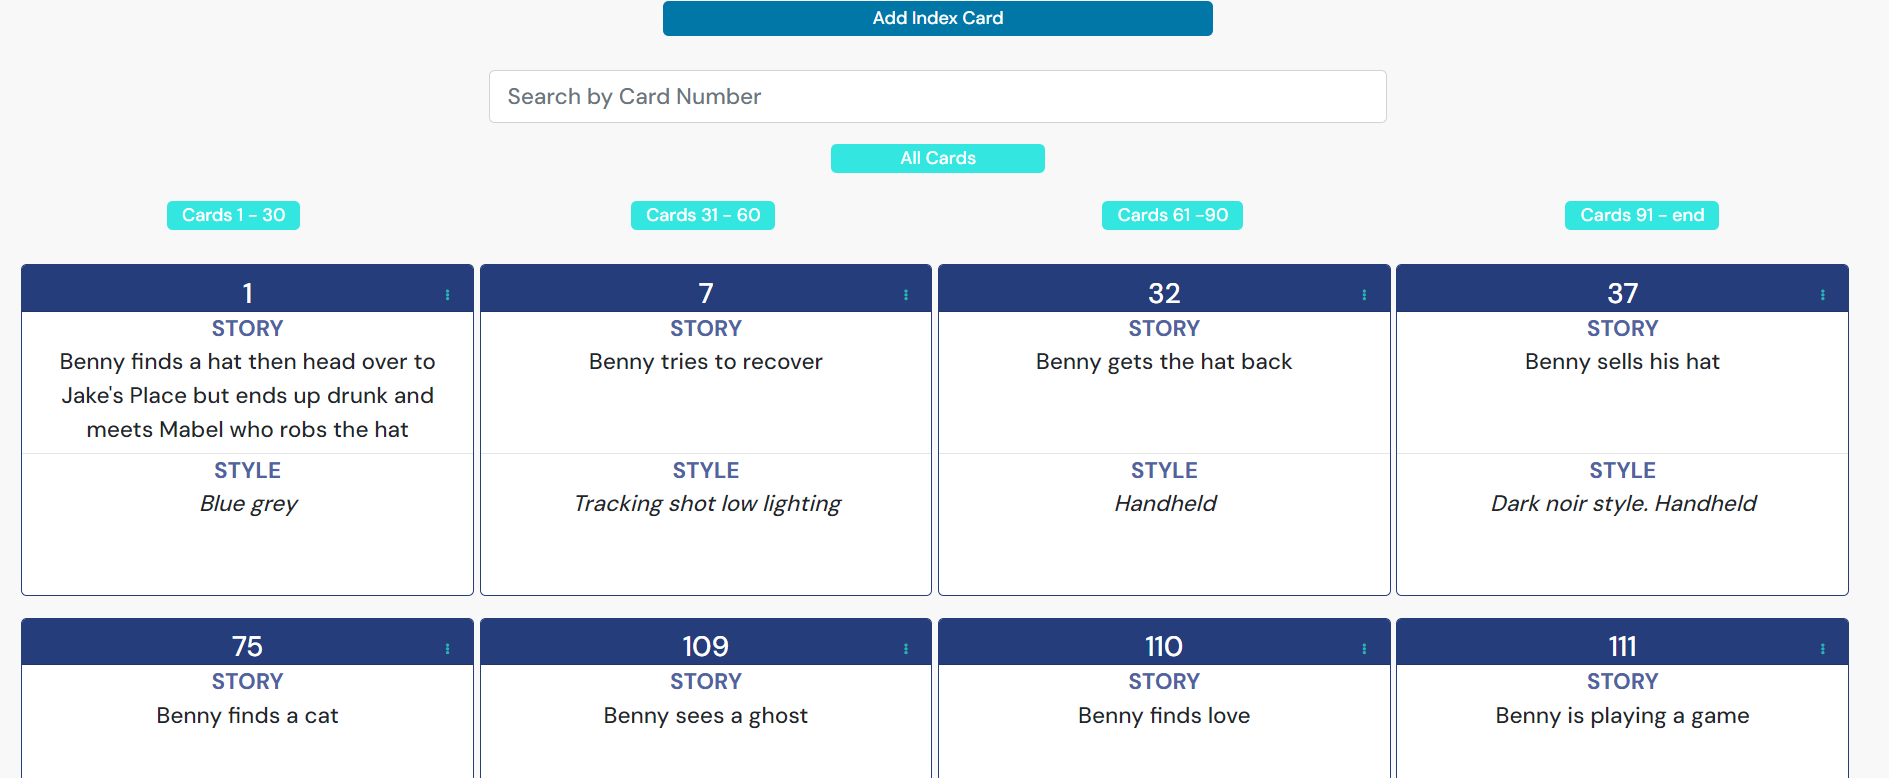 Add Index Card
Search by Card Number
All Cards
Cards 1 - 30
Cards 31 - 60
Cards 61 -90
Cards 91 - end
1
STORY
Benny finds a hat then head over to
Jake's Place but ends up drunk and
meets Mabel who robs the hat
STYLE
Blue grey
7
STORY
Benny tries to recover
STYLE
Tracking shot low lighting
32
STORY
Benny gets the hat back
STYLE
Handheld
37
STORY
Benny sells his hat
STYLE
Dark noir style. Handheld
75
STORY
Benny finds a cat
109
STORY
Benny sees a ghost
110
STORY
Benny finds love
111
STORY
Benny is playing a game